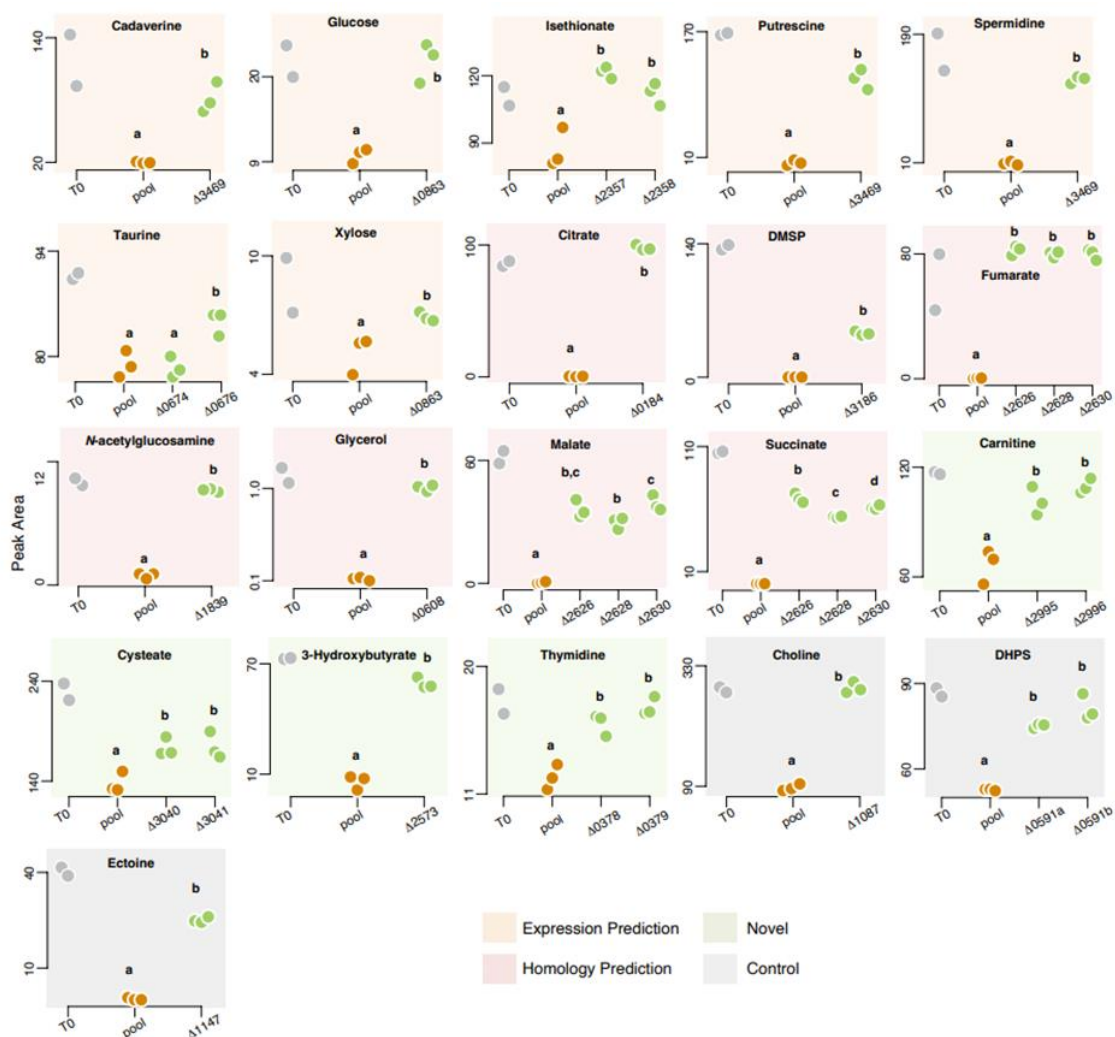 Cadaverine
140
20
a
b
T0 pool Δ3469
Glucose
20
9
a
b
T0 pool Δ0863
Isethionate
120
90
a
b
b
T0 pool Δ2357 Δ2358
Putrescine
170
10
a
b
T0 pool Δ3469
Spermidine
190
10
a
b
T0 pool Δ3469
Taurine
94
80
a
a
b
T0 pool Δ0674 Δ0676
Xylose
10
4
a
b
T0 pool Δ0863
Citrate
100
0
a
b
T0 pool Δ0184
DMSP
140
0
a
b
T0 pool Δ3186
Fumarate
80
0
a
b
b
b
T0 pool Δ2626 Δ2628 Δ2630
Peak Area
N-acetylglucosamine
12
0
a
b
T0 pool Δ1839
Glycerol
1.0
0.1
a
b
T0 pool Δ0608
Malate
60
0
a
b,c
b
c
T0 pool Δ2626 Δ2628 Δ2630
Succinate
110
10
a
b
c
d
T0 pool Δ2626 Δ2628 Δ2630
Carnitine
120
60
a
b
b
T0 pool Δ2995 Δ2996
Cysteate
240
140
a
b
b
T0 pool Δ3040 Δ3041
3-Hydroxybutyrate
70
10
a
b
T0 pool Δ2573
Thymidine
20
11
a
b
b
T0 pool Δ0378 Δ0379
Choline
330
90
a
b
T0 pool Δ1087
DHPS
90
60
a
b
b
T0 pool Δ0591a Δ0591b
Ectoine
40
10
a
b
T0 pool Δ1147
Expression Prediction
Novel
Homology Prediction
Control